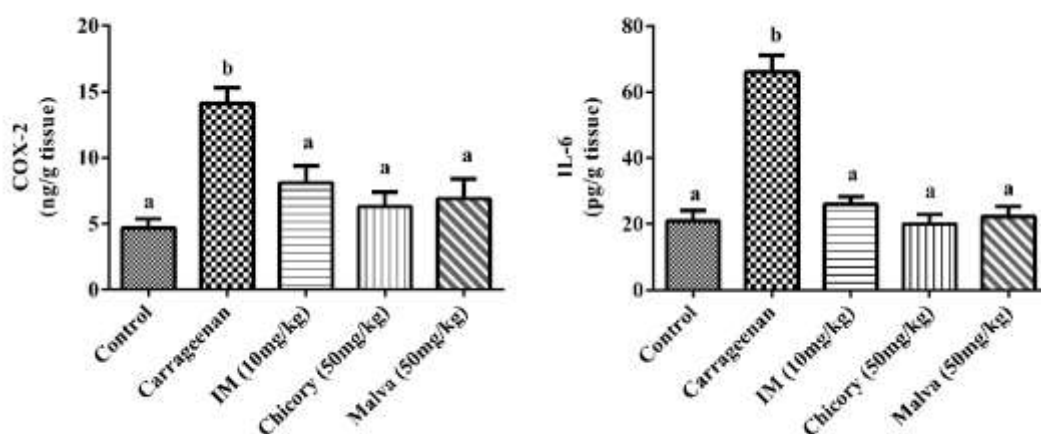 COX-2
(ng/g tissue)
20
15
10
5
0
a
b
a
a
a
Control
Carrageenan
IM (10mg/kg)
Chicory (50mg/kg)
Malva (50mg/kg)
IL-6
(pg/g tissue)
80
60
40
20
0
a
b
a
a
a
Control
Carrageenan
IM (10mg/kg)
Chicory (50mg/kg)
Malva (50mg/kg)